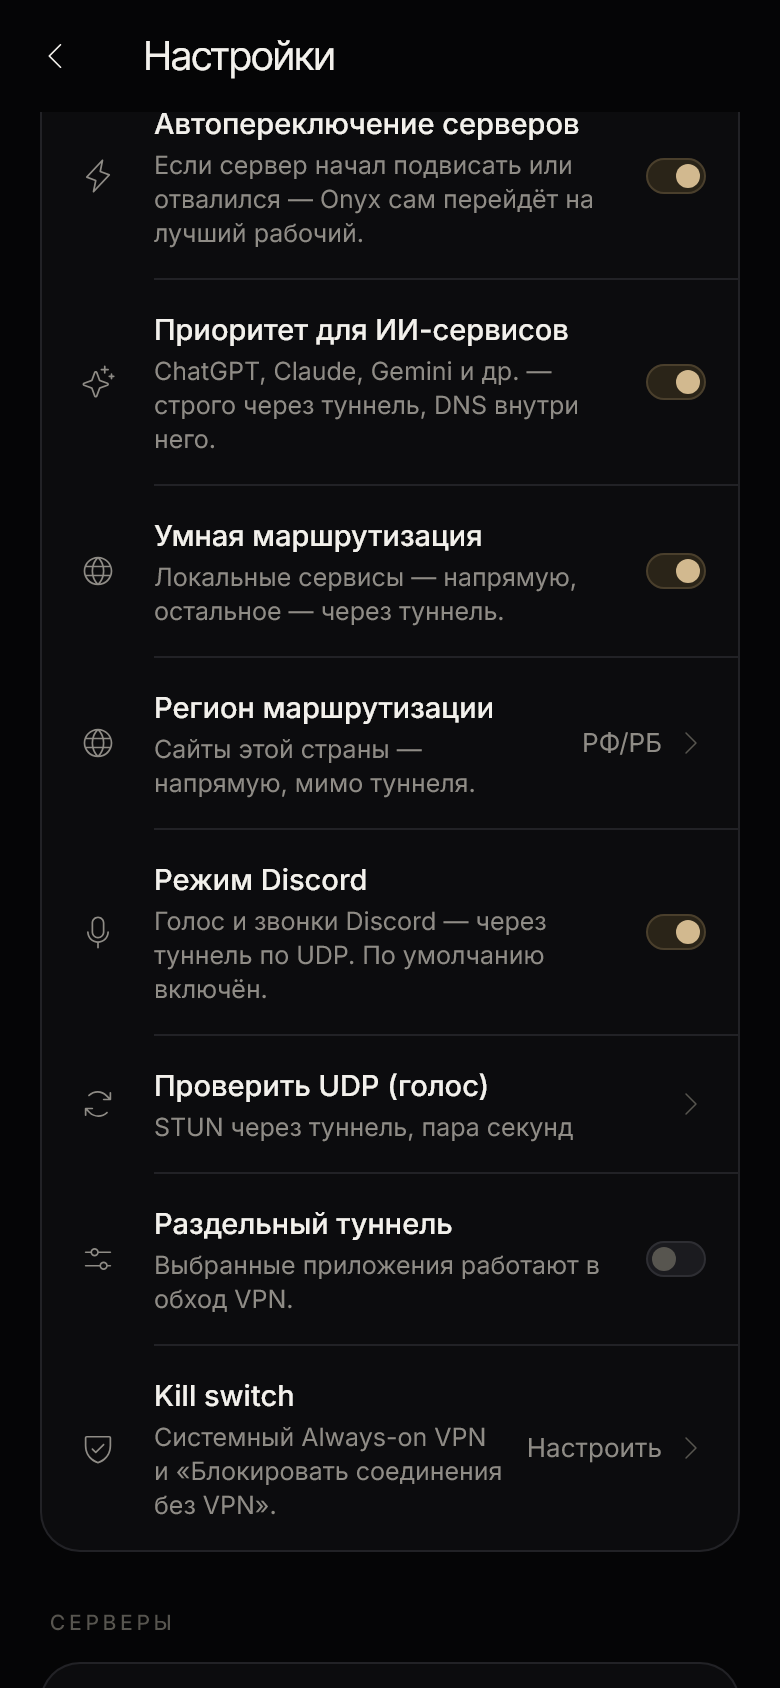 Настройки
Автопереключение серверов
Если сервер начал подвисать или
отвалился — Onyx сам перейдёт на
лучший рабочий.
Приоритет для ИИ-сервисов
ChatGPT, Claude, Gemini и др. —
строго через туннель, DNS внутри
него.
Умная маршрутизация
Локальные сервисы — напрямую,
остальное — через туннель.
Регион маршрутизации
Сайты этой страны —
напрямую, мимо туннеля.
РФ/РБ
Режим Discord
Голос и звонки Discord — через
туннель по UDP. По умолчанию
включён.
Проверить UDP (голос)
STUN через туннель, пара секунд
Раздельный туннель
Выбранные приложения работают в
обход VPN.
Kill switch
Системный Always-on VPN
и «Блокировать соединения
без VPN».
Настроить
СЕРВЕРЫ